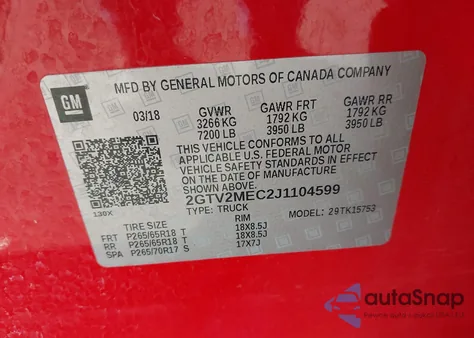 MFD BY GENERAL MOTORS OF CANADA COMPANY
GM
03/18 GVWR GAWR FRT GAWR RR
3266 KG 1792 KG 1792 KG
7200 LB 3950 LB 3950 LB
THIS VEHICLE CONFORMS TO ALL
APPLICABLE U.S. FEDERAL MOTOR
VEHICLE SAFETY STANDARDS IN EFFECT
ON THE DATE OF MANUFACTURE SHOWN ABOVE.
2GTV2MEC2J1104599
TYPE: TRUCK MODEL: 29TK15753
130X
TIRE SIZE RIM
FRT P265/65R18 T 18X8.5J
RR P265/65R18 T 18X8.5J
SPA P265/70R17 S 17X7J
autoSnap